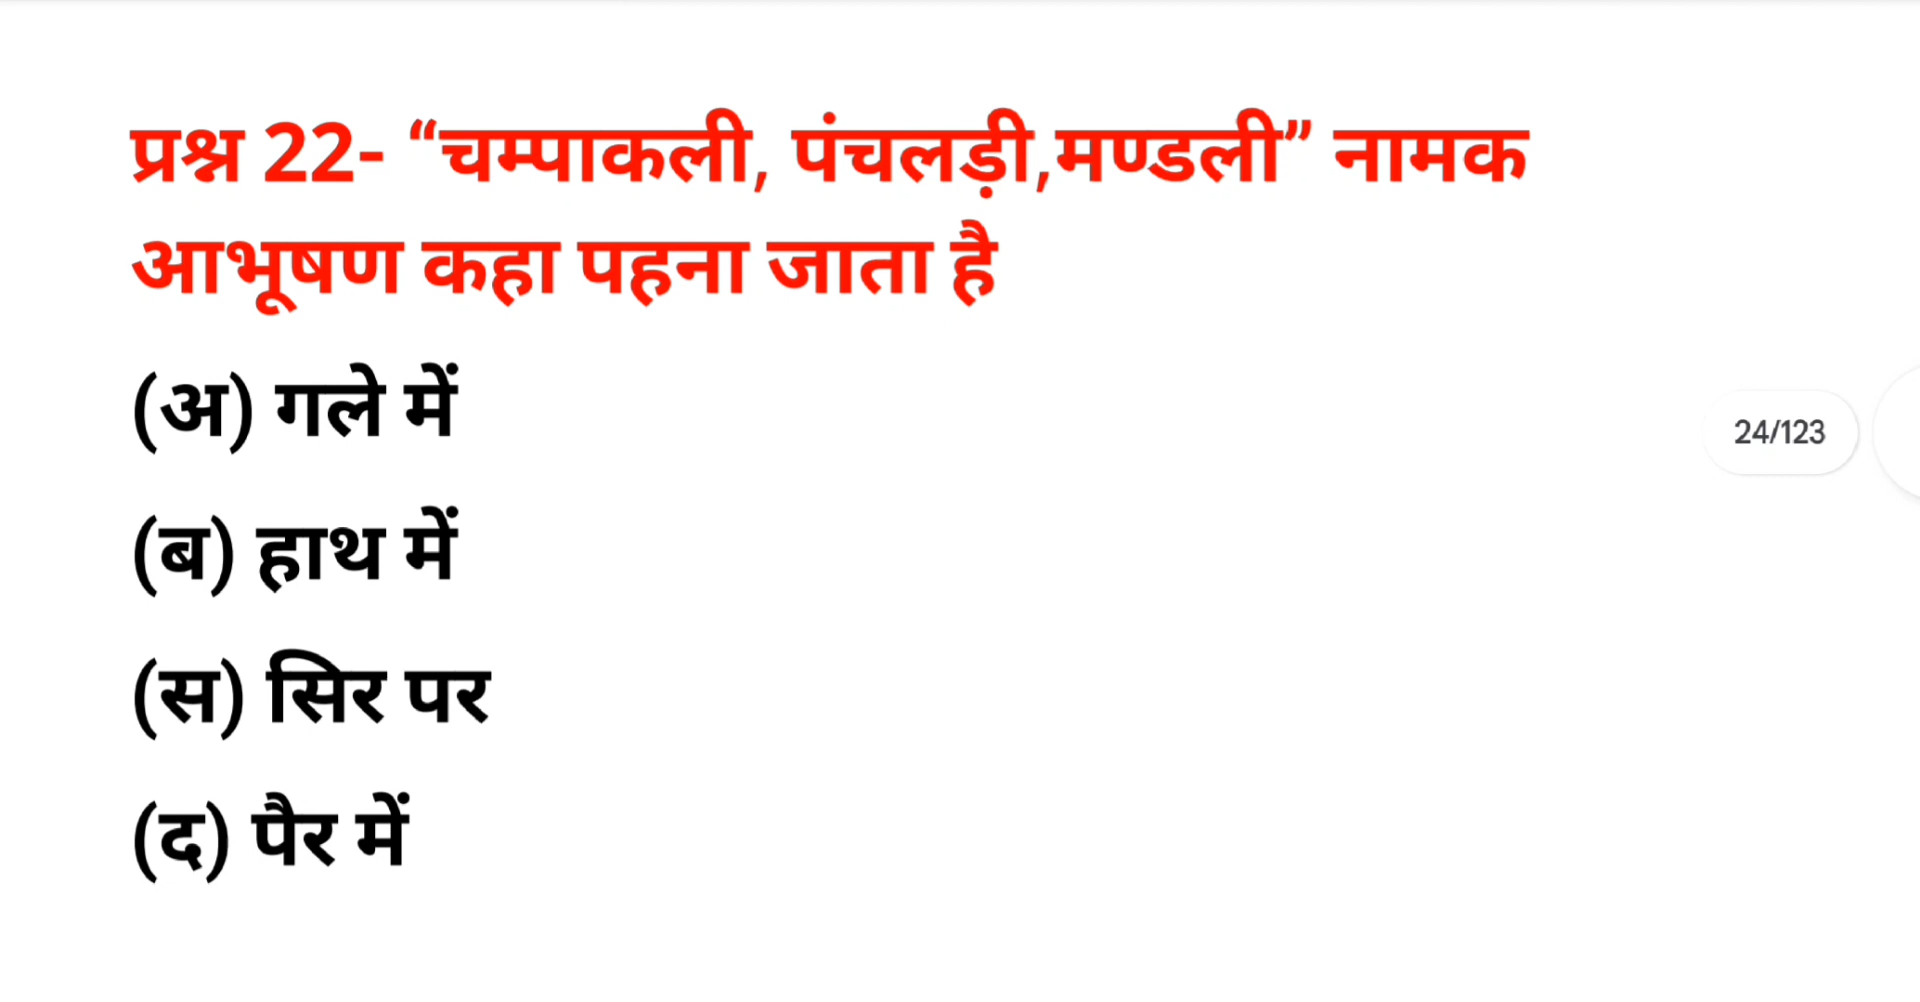 प्रश्न 22- “चम्पाकली, पंचलड़ी,मण्डली” नामक
आभूषण कहा पहना जाता है
(अ) गले में
(ब) हाथ में
(स) सिर पर
(द) पैर में
24/123